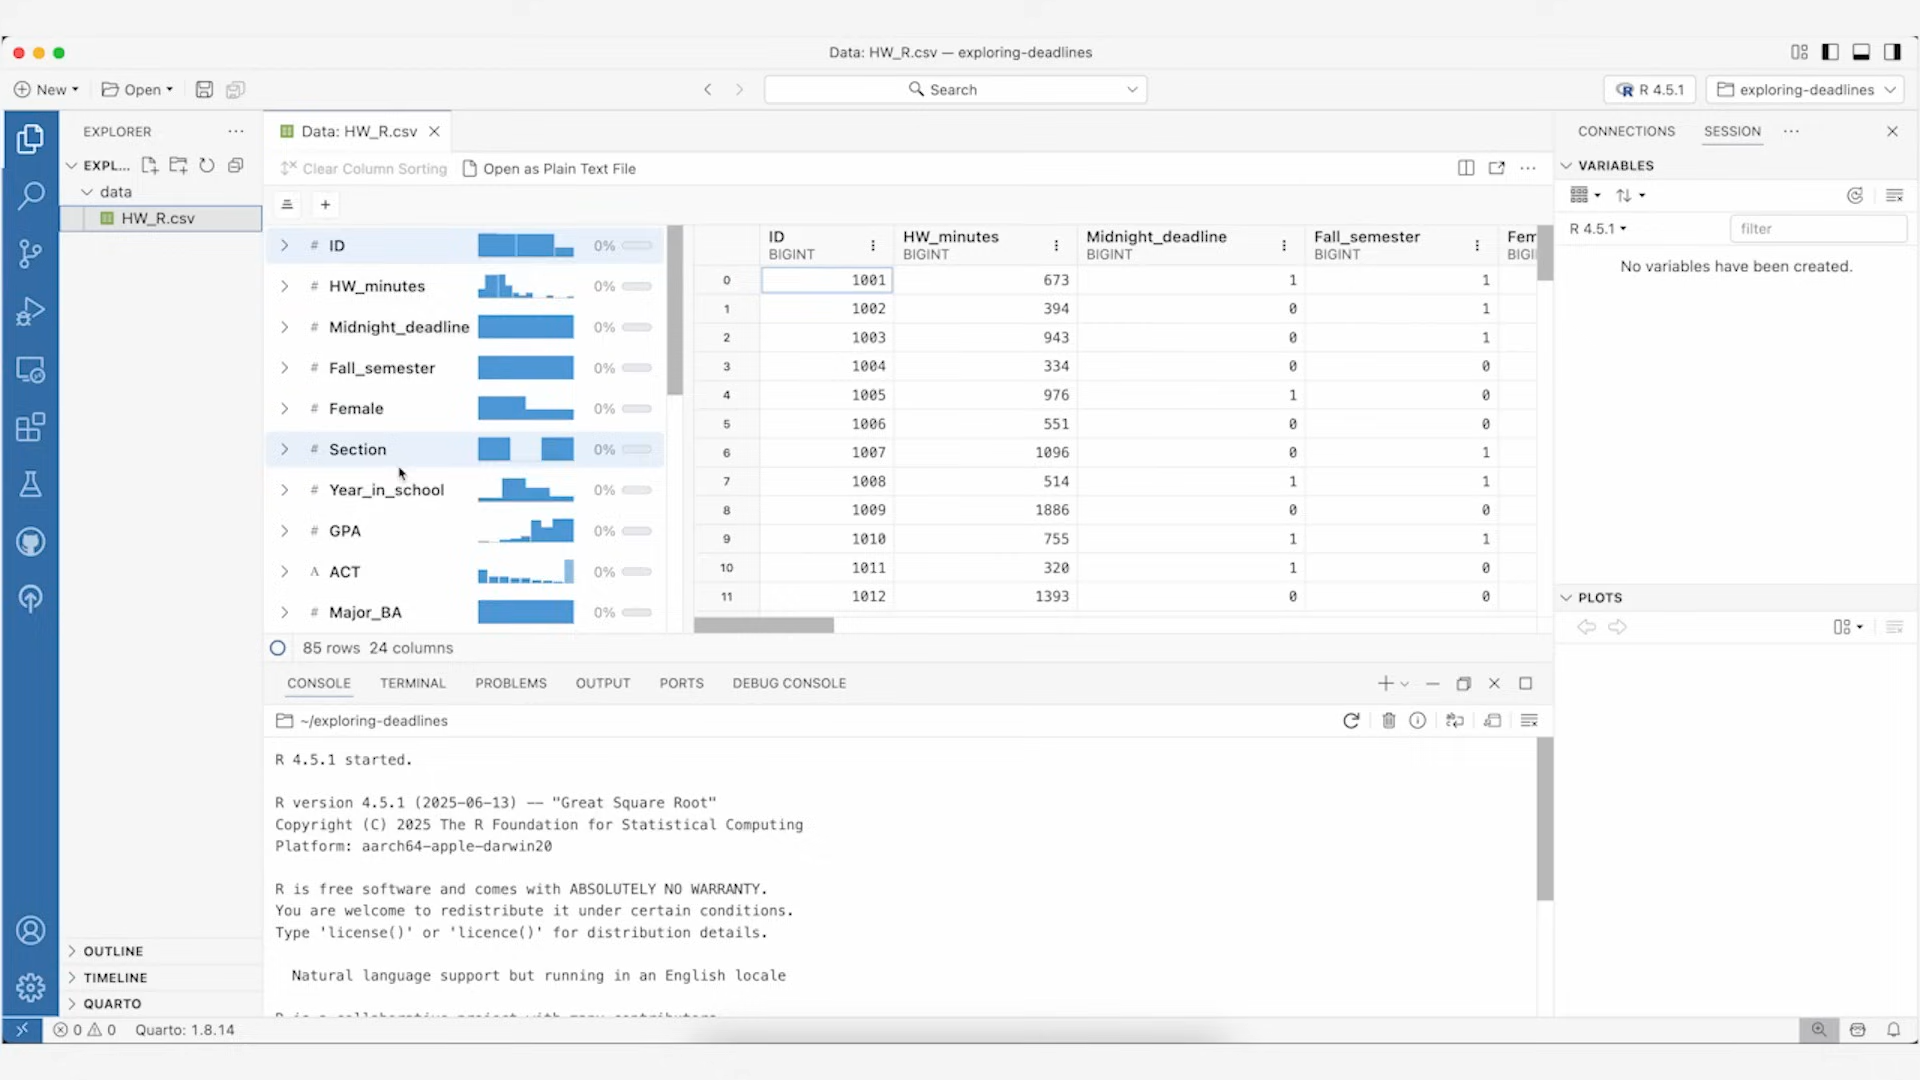 Data: HW_R.csv — exploring-deadlines
New
Open
Search
R 4.5.1
exploring-deadlines
EXPLORER
EXPL...
data
HW_R.csv
OUTLINE
TIMELINE
QUARTO
Data: HW_R.csv
Clear Column Sorting
Open as Plain Text File
# ID 0%
# HW_minutes 0%
# Midnight_deadline 0%
# Fall_semester 0%
# Female 0%
# Section 0%
# Year_in_school 0%
# GPA 0%
A ACT 0%
# Major_BA 0%
ID HW_minutes Midnight_deadline Fall_semester Fem
BIGINT BIGINT BIGINT BIGINT BIGI
0 1001 673 1 1
1 1002 394 0 1
2 1003 943 0 1
3 1004 334 0 0
4 1005 976 1 0
5 1006 551 0 0
6 1007 1096 0 1
7 1008 514 1 1
8 1009 1886 0 0
9 1010 755 1 1
10 1011 320 1 0
11 1012 1393 0 0
85 rows 24 columns
CONSOLE TERMINAL PROBLEMS OUTPUT PORTS DEBUG CONSOLE
~/exploring-deadlines
R 4.5.1 started.
R version 4.5.1 (2025-06-13) -- "Great Square Root"
Copyright (C) 2025 The R Foundation for Statistical Computing
Platform: aarch64-apple-darwin20
R is free software and comes with ABSOLUTELY NO WARRANTY.
You are welcome to redistribute it under certain conditions.
Type 'license()' or 'licence()' for distribution details.
Natural language support but running in an English locale
CONNECTIONS SESSION
VARIABLES
R 4.5.1
filter
No variables have been created.
PLOTS
0 0 Quarto: 1.8.14